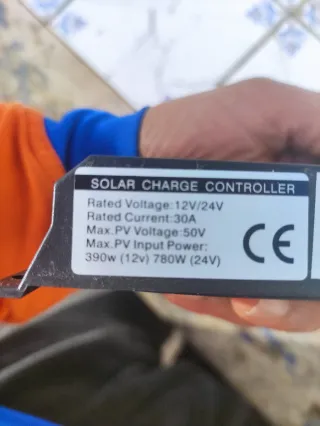 SOLAR CHARGE CONTROLLER
Rated Voltage:12V/24V
Rated Current:30A
Max.PV Voltage:50V
Max.PV Input Power:
390w (12v) 780W (24V)
CE